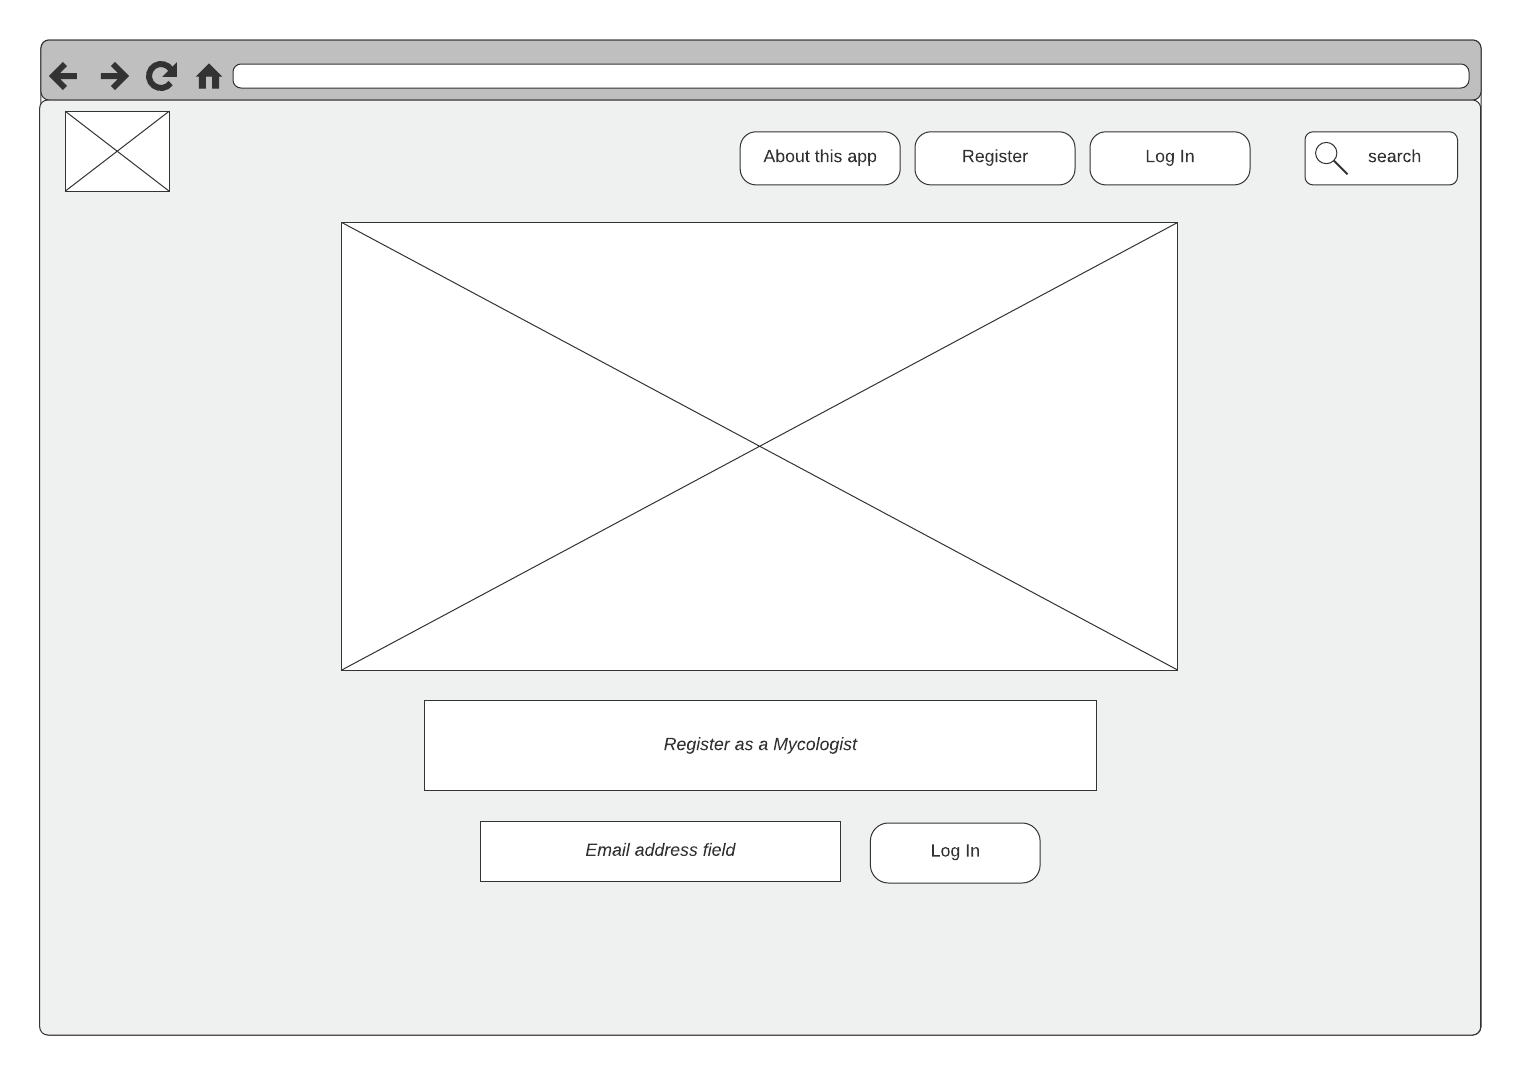 About this app
Register
Log In
search
Register as a Mycologist
Email address field
Log In